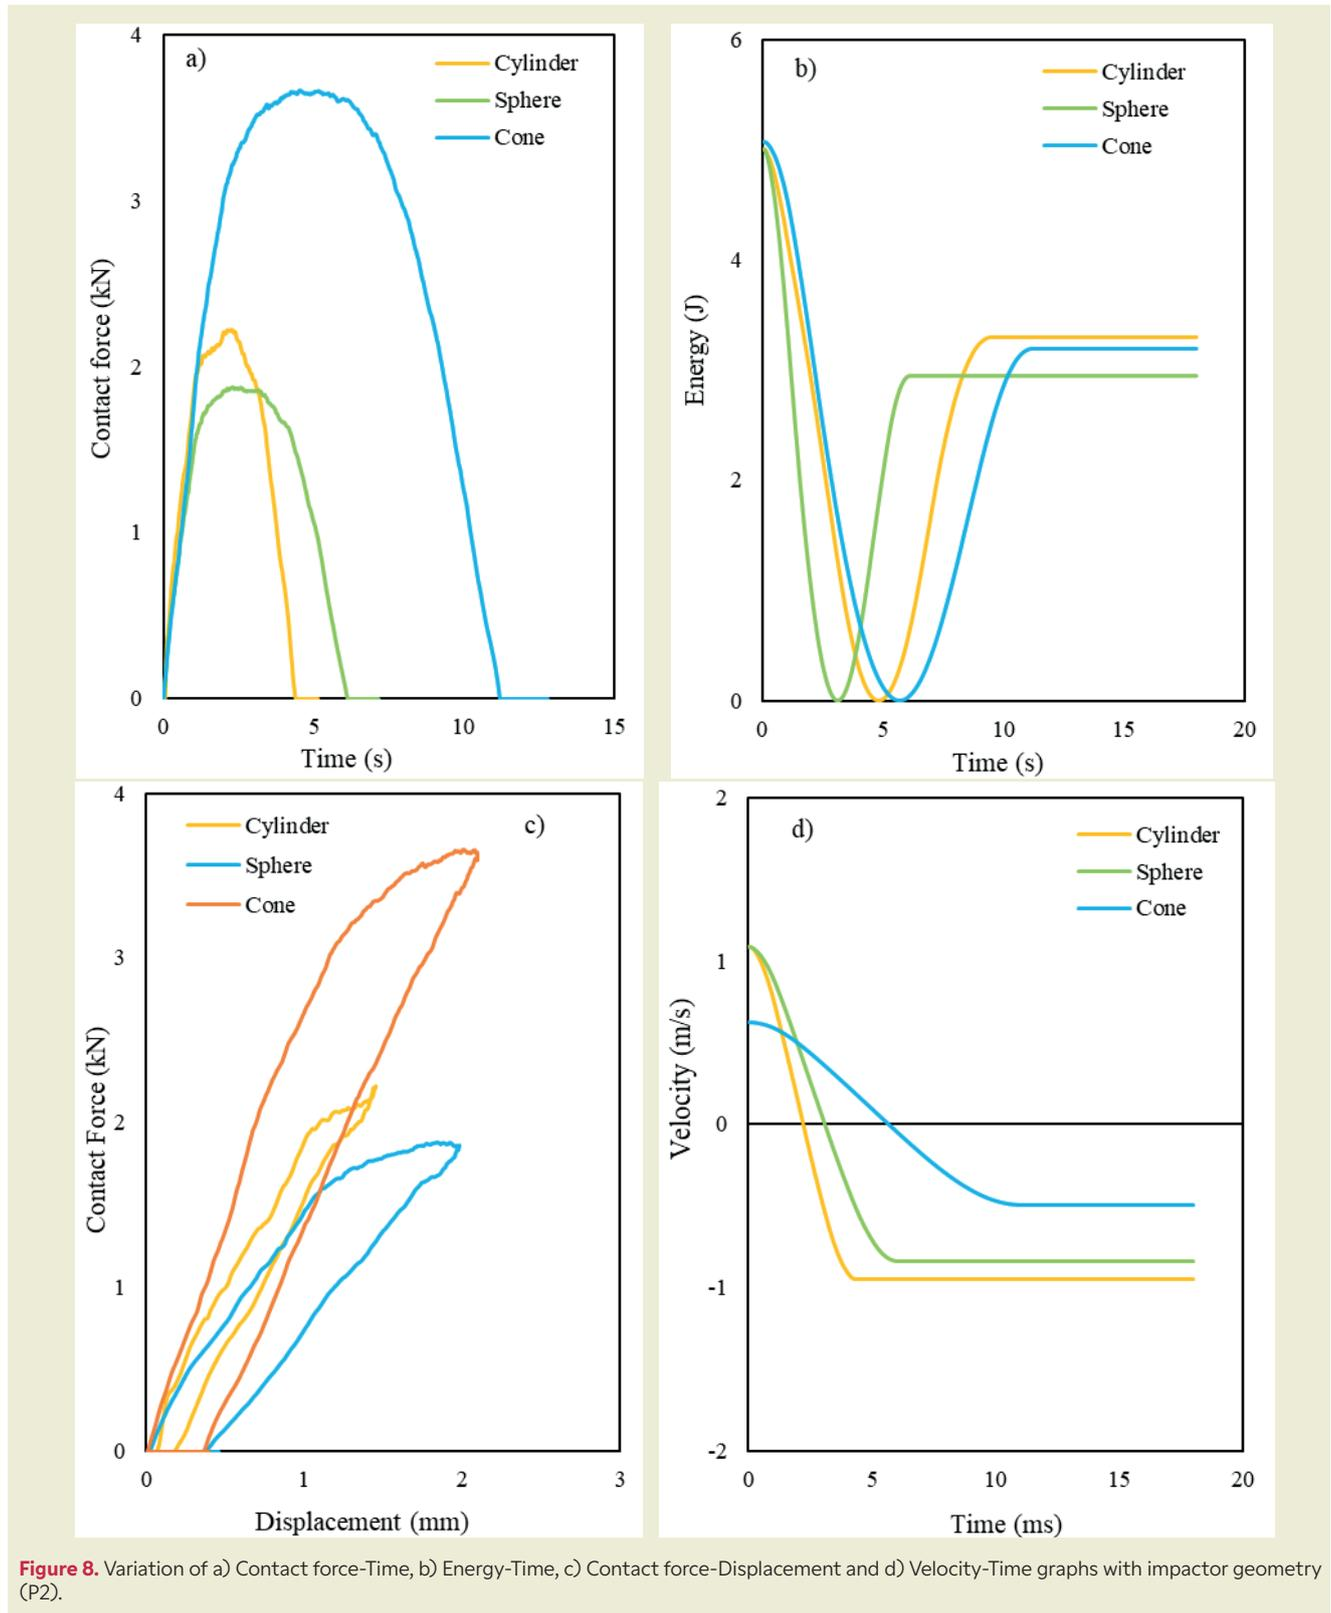 a)
Cylinder
Sphere
Cone
4
3
2
1
0
0 5 10 15
Contact force (kN)
Time (s)
b)
Cylinder
Sphere
Cone
6
4
2
0
0 5 10 15 20
Energy (J)
Time (s)
c)
Cylinder
Sphere
Cone
4
3
2
1
0
0 1 2 3
Contact Force (kN)
Displacement (mm)
d)
Cylinder
Sphere
Cone
2
1
0
-1
-2
0 5 10 15 20
Velocity (m/s)
Time (ms)
Figure 8. Variation of a) Contact force-Time, b) Energy-Time, c) Contact force-Displacement and d) Velocity-Time graphs with impactor geometry
(P2).